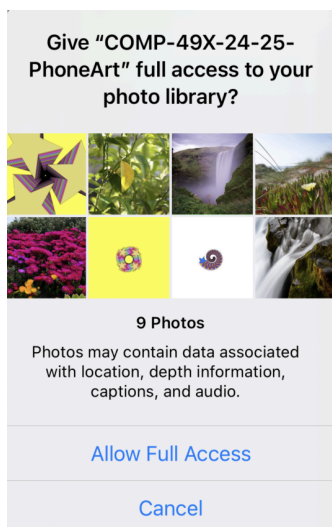 Give “COMP-49X-24-25-
PhoneArt” full access to your
photo library?
9 Photos
Photos may contain data associated
with location, depth information,
captions, and audio.
Allow Full Access
Cancel